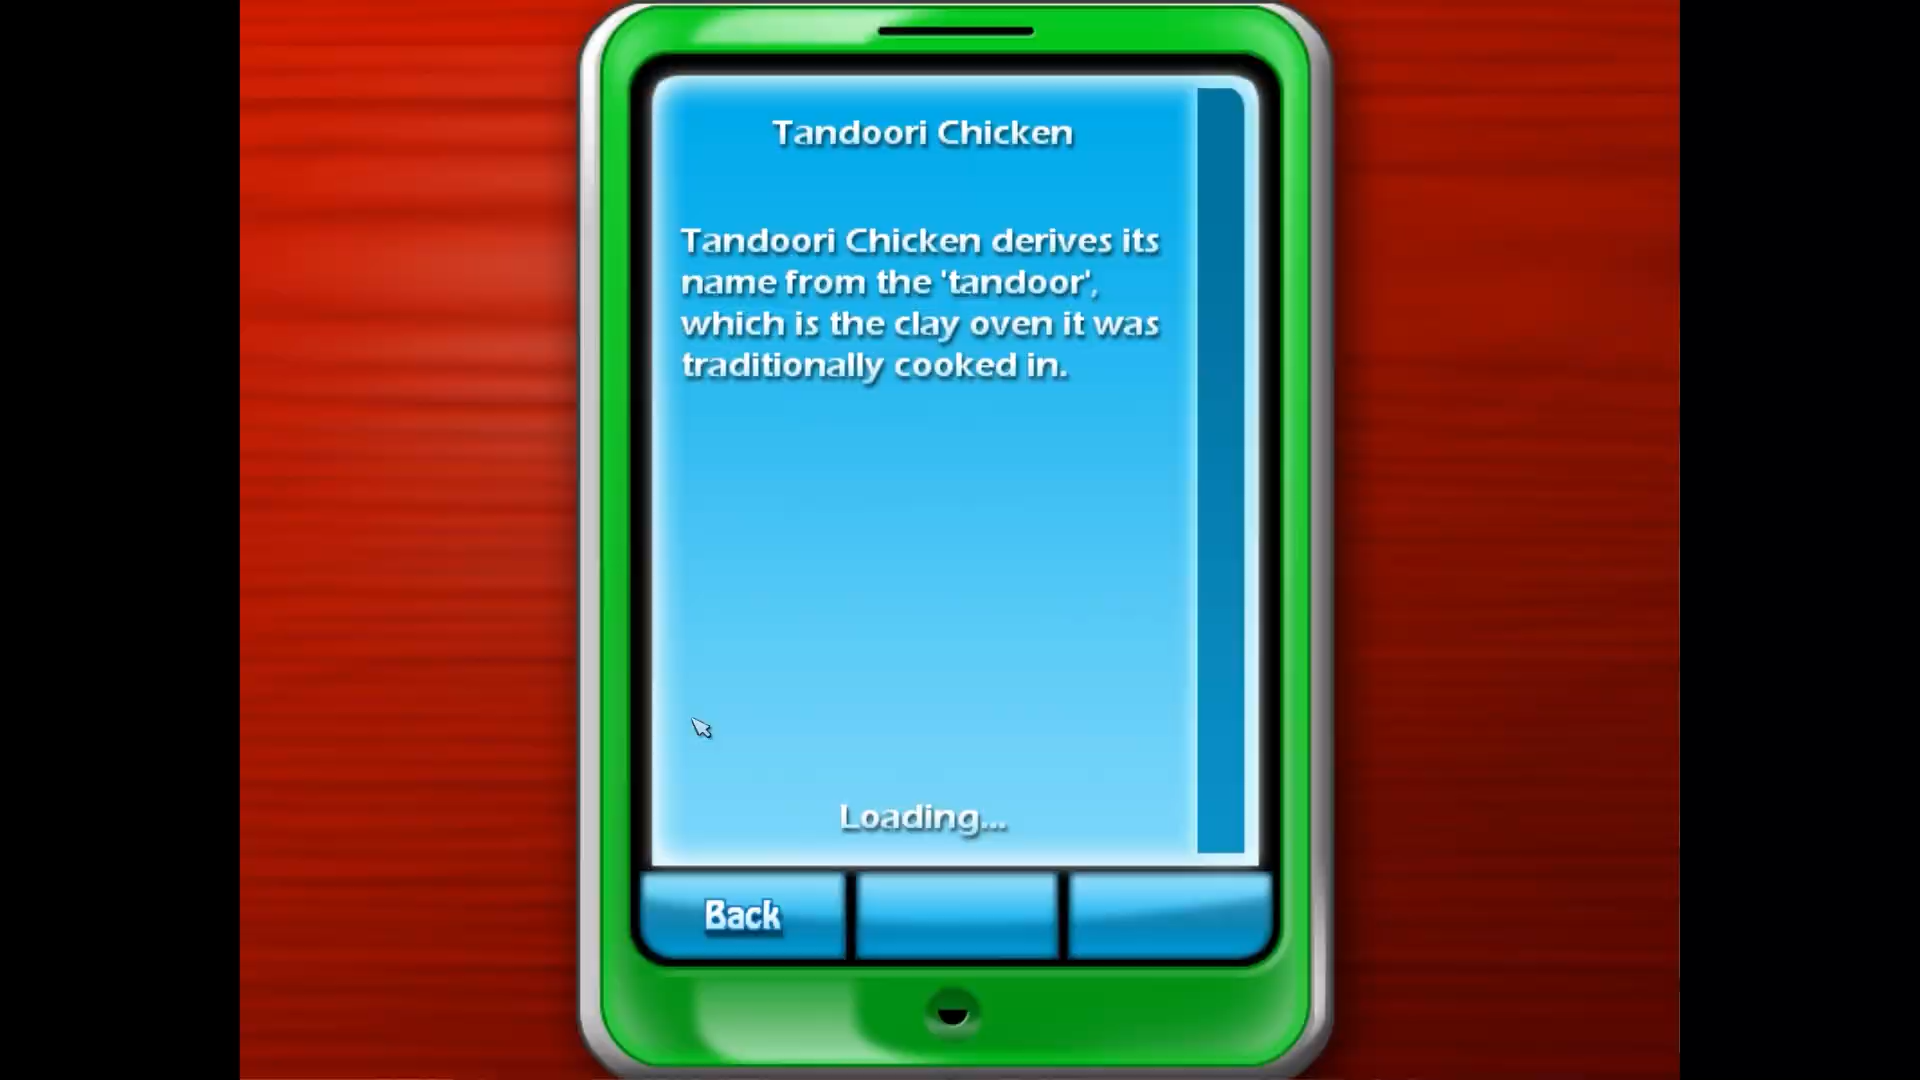 Tandoori Chicken
Tandoori Chicken derives its
name from the 'tandoor',
which is the clay oven it was
traditionally cooked in.
Loading...
Back